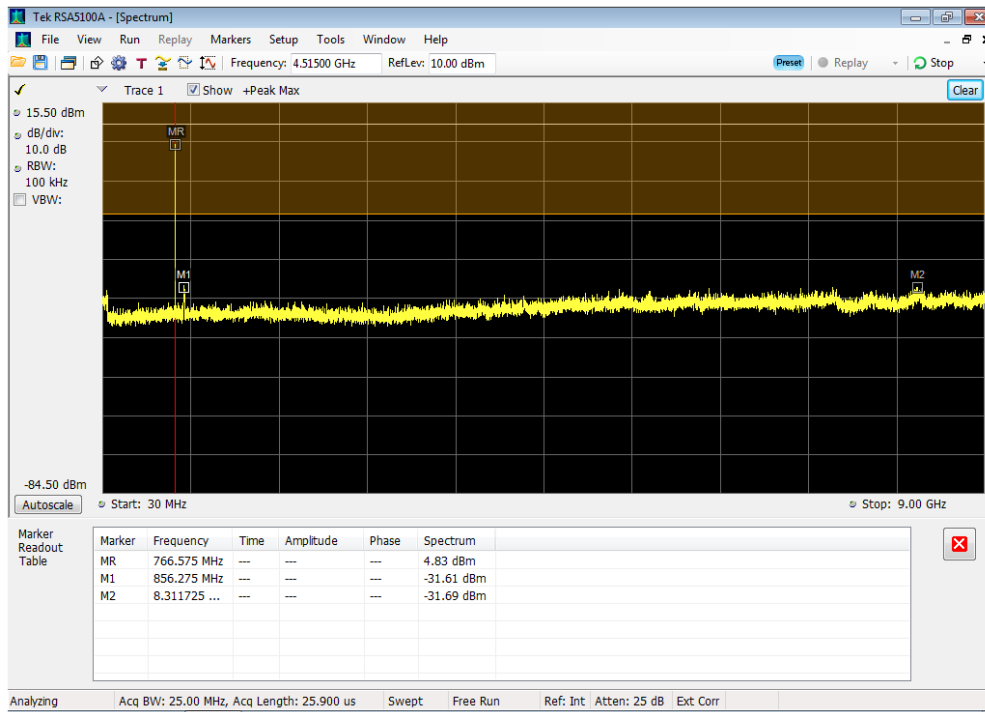 Tek RSA5100A - [Spectrum]
File View Run Replay Markers Setup Tools Window Help
T Frequency: 4.51500 GHz RefLev: 10.00 dBm Preset Replay Stop
Trace 1 Show +Peak Max Clear
15.50 dBm
dB/div:
10.0 dB
RBW:
100 kHz
VBW:
MR
M1
M2
-84.50 dBm
Autoscale Start: 30 MHz Stop: 9.00 GHz
Marker Readout Table
Marker Frequency Time Amplitude Phase Spectrum
MR 766.575 MHz --- --- --- 4.83 dBm
M1 856.275 MHz --- --- --- -31.61 dBm
M2 8.311725 ... --- --- --- -31.69 dBm
Analyzing Acq BW: 25.00 MHz, Acq Length: 25.900 us Swept Free Run Ref: Int Atten: 25 dB Ext Corr